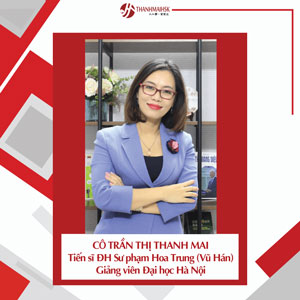 THANHMAIHSK
CÔ TRẦN THỊ THANH MAI
Tiến sĩ ĐH Sư phạm Hoa Trung (Vũ Hán)
Giảng viên Đại học Hà Nội